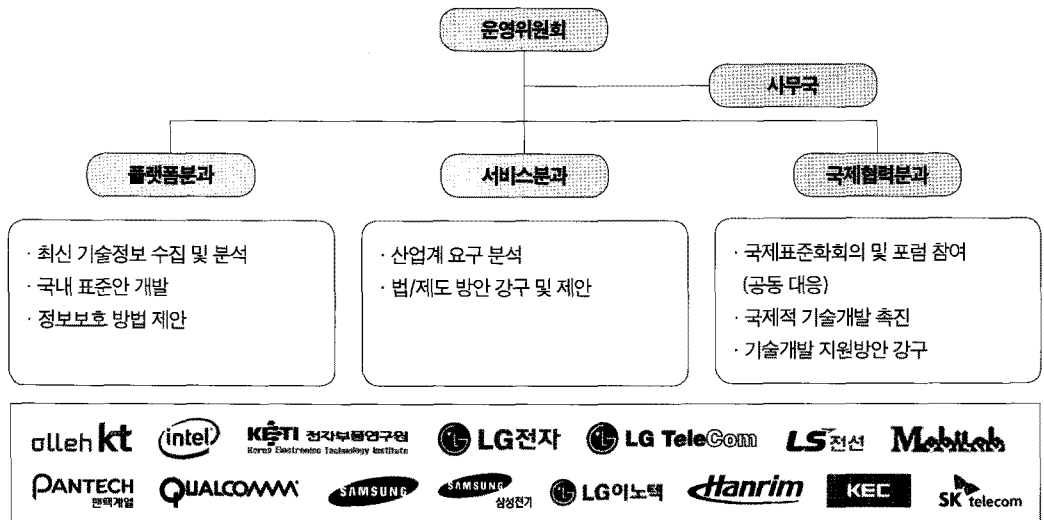 운영위원회
사무국
플랫폼분과
서비스분과
국제협력분과
· 최신 기술정보 수집 및 분석
· 국내 표준안 개발
· 정보보호 방법 제안
· 산업계 요구 분석
· 법/제도 방안 강구 및 제안
· 국제표준화회의 및 포럼 참여
(공동 대응)
· 국제적 기술개발 촉진
· 기술개발 지원방안 강구
olleh kt
intel
KETI 전자부품연구원
Korea Electronics Technology Institute
LG전자
LG TeleCom
LS전선
PANTECH
팬택계열
QUALCOMM
SAMSUNG
SAMSUNG
삼성전기
LG이노텍
Hanrim
KEC
SK telecom